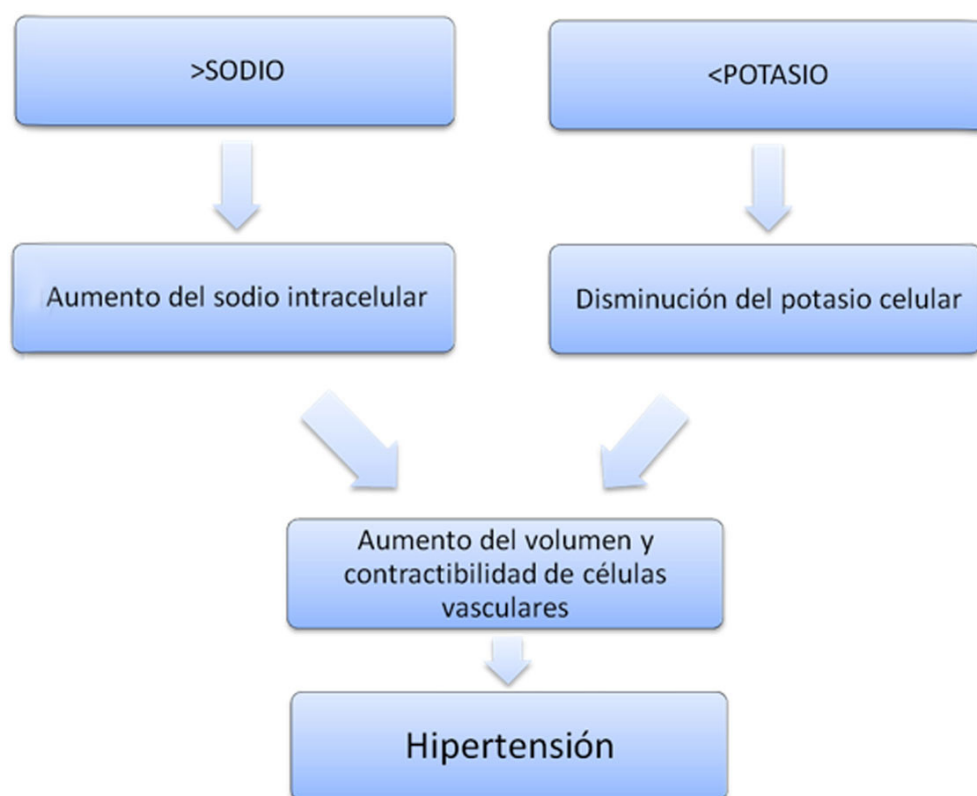 >SODIO
<POTASIO
Aumento del sodio intracelular
Disminución del potasio celular
Aumento del volumen y
contractibilidad de células
vasculares
Hipertensión